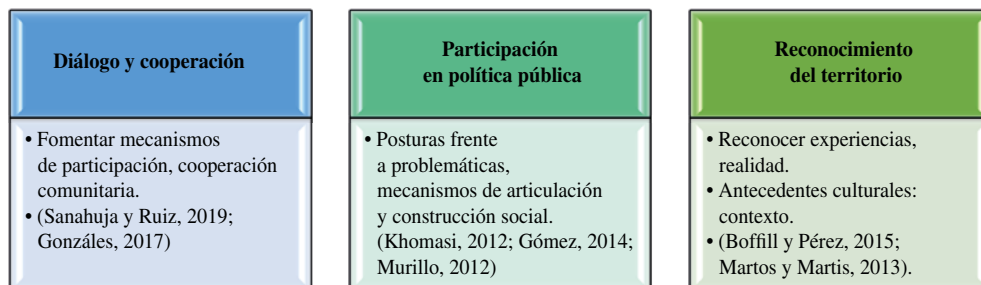 Diálogo y cooperación
• Fomentar mecanismos
de participación, cooperación
comunitaria.
• (Sanahuja y Ruiz, 2019;
Gonzáles, 2017)
Participación
en política pública
• Posturas frente
a problemáticas,
mecanismos de articulación
y construcción social.
(Khomasi, 2012; Gómez, 2014;
Murillo, 2012)
Reconocimiento
del territorio
• Reconocer experiencias,
realidad.
• Antecedentes culturales:
contexto.
• (Boffill y Pérez, 2015;
Martos y Martis, 2013).